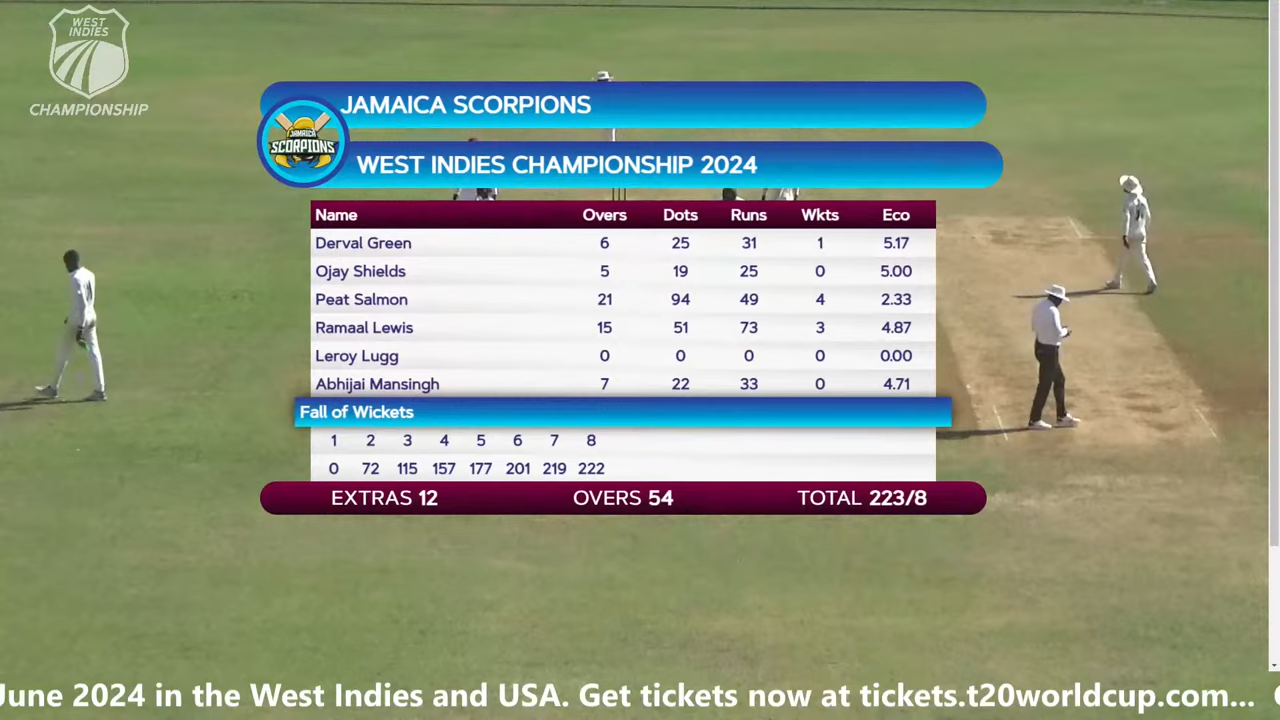 WEST
INDIES
CHAMPIONSHIP
JAMAICA SCORPIONS
JAMAICA
SCORPIONS
WEST INDIES CHAMPIONSHIP 2024
Name Overs Dots Runs Wkts Eco
Derval Green 6 25 31 1 5.17
Ojay Shields 5 19 25 0 5.00
Peat Salmon 21 94 49 4 2.33
Ramaal Lewis 15 51 73 3 4.87
Leroy Lugg 0 0 0 0 0.00
Abhijai Mansingh 7 22 33 0 4.71
Fall of Wickets
1 2 3 4 5 6 7 8
0 72 115 157 177 201 219 222
EXTRAS 12 OVERS 54 TOTAL 223/8
June 2024 in the West Indies and USA. Get tickets now at tickets.t20worldcup.com...